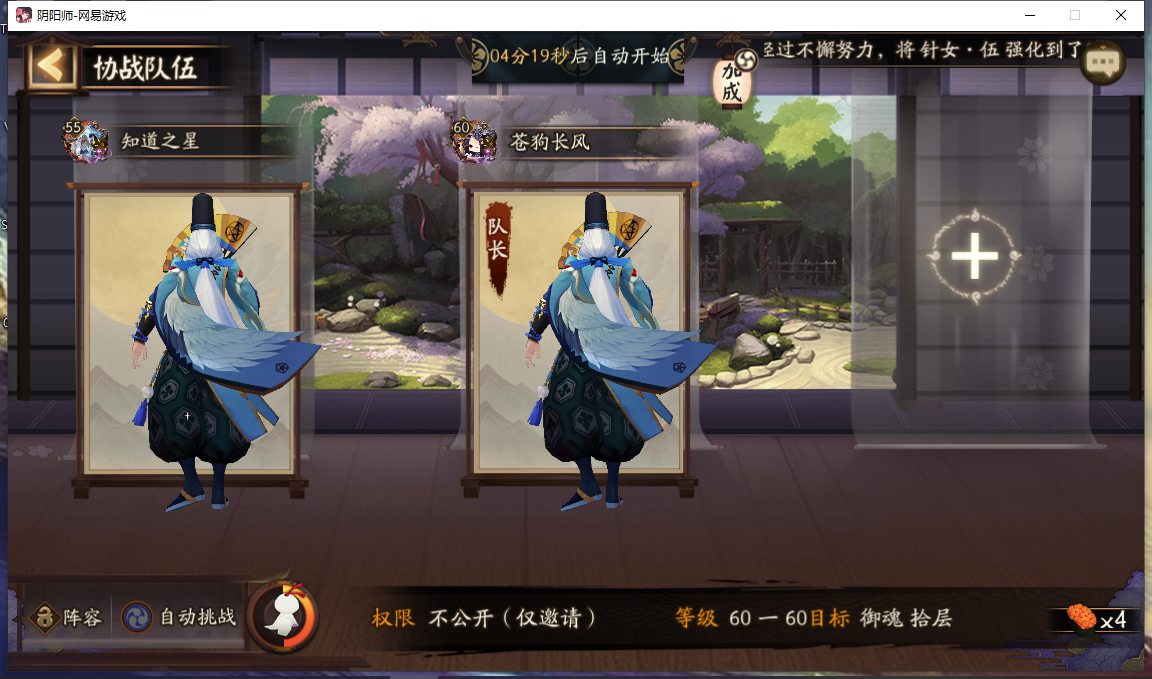 阴阳师-网易游戏
协战队伍
04分19秒后自动开始
加成
经过不懈努力，将 针女·伍 强化到了
55
知道之星
60
苍狗长风
队长
阵容
自动挑战
权限 不公开（仅邀请）
等级 60 一 60目标 御魂 拾层
x4